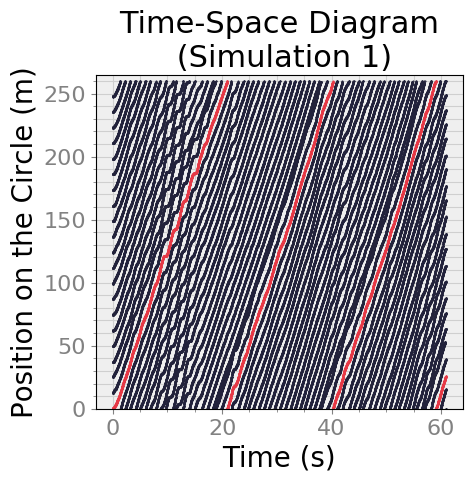 Time-Space Diagram
(Simulation 1)
Position on the Circle (m)
250
200
150
100
50
0
0
20
40
60
Time (s)